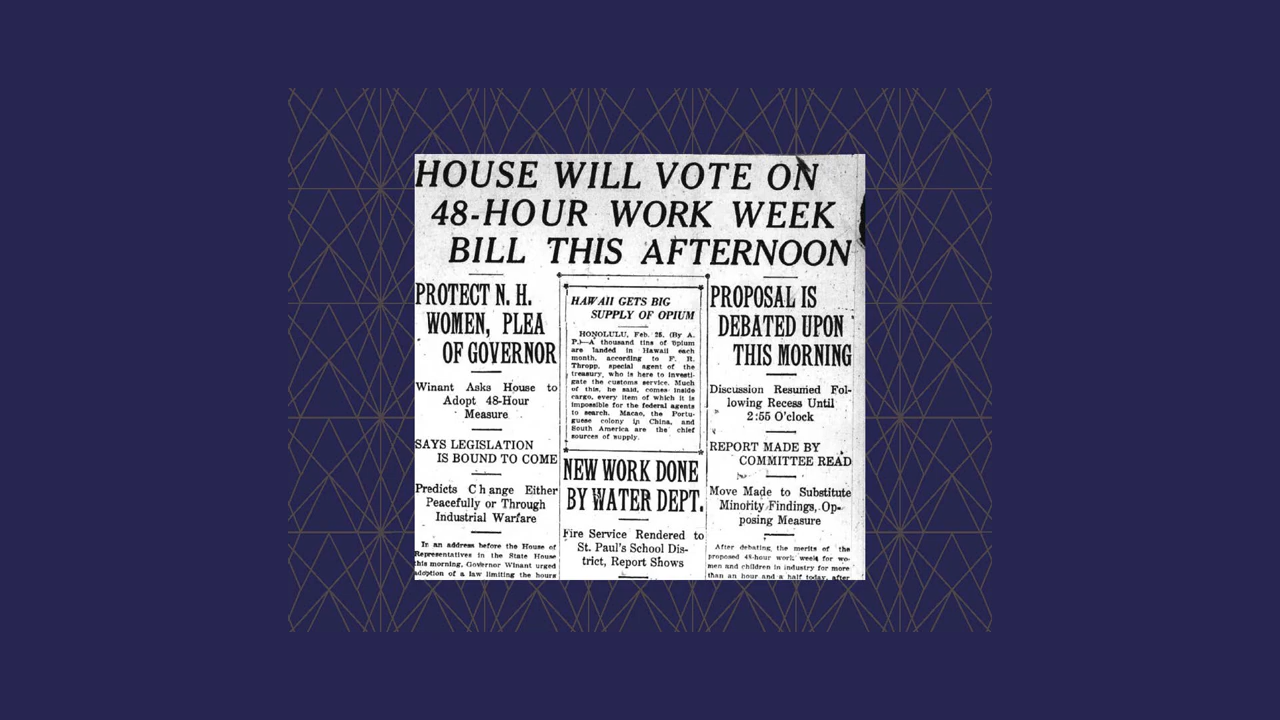 HOUSE WILL VOTE ON
48-HOUR WORK WEEK
BILL THIS AFTERNOON
PROTECT N. H.
WOMEN, PLEA
OF GOVERNOR
Winant Asks House to
Adopt 48-Hour
Measure
SAYS LEGISLATION
IS BOUND TO COME
Predicts Change Either
Peacefully or Through
Industrial Warfare
In an address before the House of
Representatives in the State House
this morning, Governor Winant urged
adoption of a law limiting the hours
HAWAII GETS BIG
SUPPLY OF OPIUM
HONOLULU, Feb. 26. (By A.
P.)—A thousand tins of opium
are landed in Hawaii each
month, according to F. R.
Thropp, special agent of the
treasury, who is here to investi-
gate the customs service. Much
of this, he said, comes inside
cargo, every item of which it is
impossible for the federal agents
to search. Macao, the Portu-
guese colony in China, and
South America are the chief
sources of supply.
NEW WORK DONE
BY WATER DEPT.
Fire Service Rendered to
St. Paul's School Dis-
trict, Report Shows
PROPOSAL IS
DEBATED UPON
THIS MORNING
Discussion Resumed Fol-
lowing Recess Until
2:55 O'clock
REPORT MADE BY
COMMITTEE READ
Move Made to Substitute
Minority Findings, Op-
posing Measure
After debating the merits of the
proposed 48-hour work week for wo-
men and children in industry for more
than an hour and a half today, after